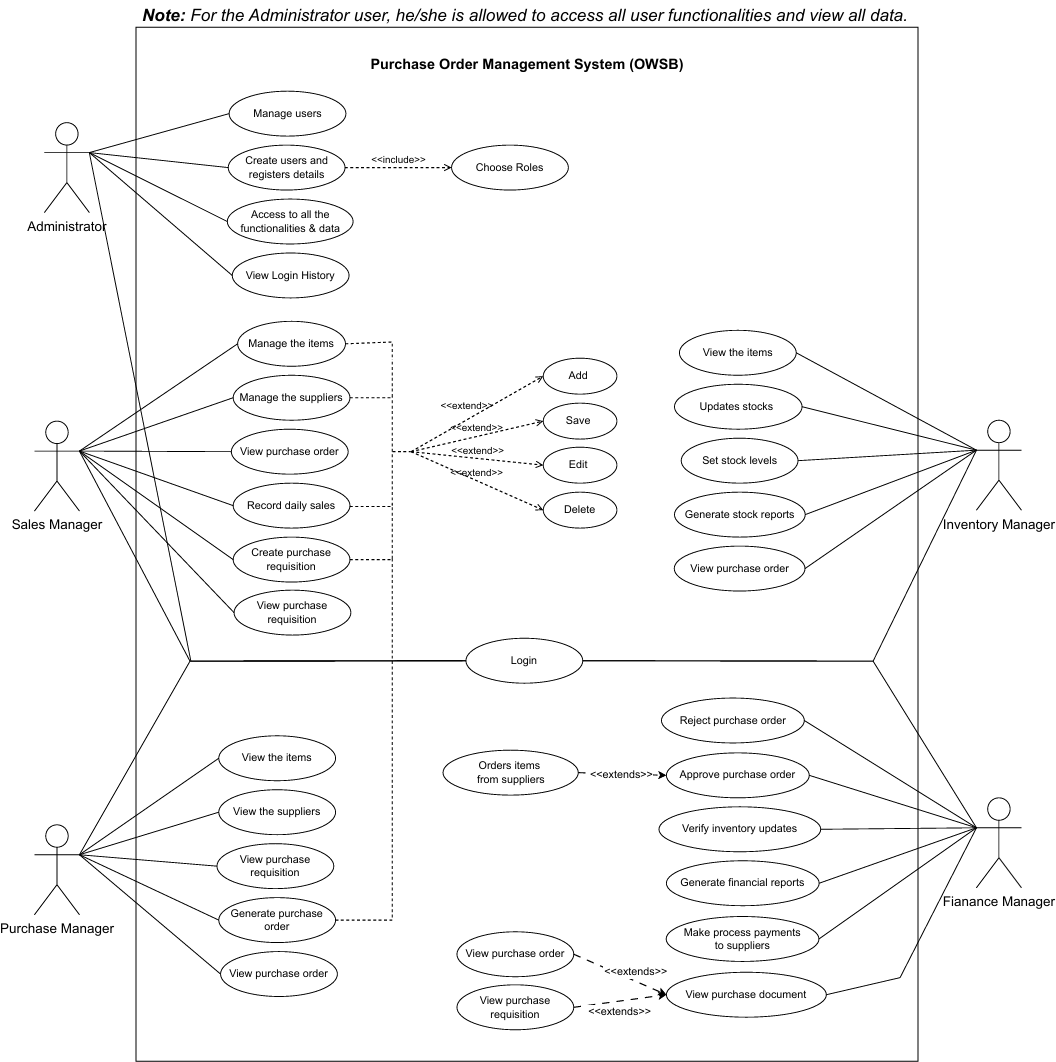 Note: For the Administrator user, he/she is allowed to access all user functionalities and view all data.
Purchase Order Management System (OWSB)
Manage users
Create users and
registers details
<<include>>
Choose Roles
Access to all the
functionalities & data
View Login History
Administrator
Manage the items
Manage the suppliers
View purchase order
Record daily sales
Create purchase
requisition
View purchase
requisition
Sales Manager
<<extend>>
<<extend>>
<<extend>>
<<extend>>
Add
Save
Edit
Delete
View the items
Updates stocks
Set stock levels
Generate stock reports
View purchase order
Inventory Manager
Login
View the items
View the suppliers
View purchase
requisition
Generate purchase
order
View purchase order
Purchase Manager
Reject purchase order
Orders items
from suppliers
<<extends>>
Approve purchase order
Verify inventory updates
Generate financial reports
Make process payments
to suppliers
View purchase order
<<extends>>
View purchase
requisition
<<extends>>
View purchase document
Fianance Manager